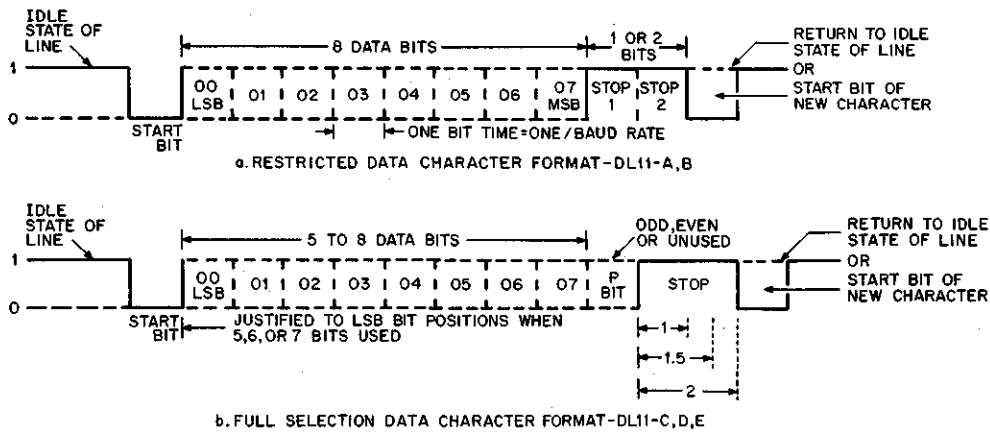 IDLE
STATE OF
LINE
8 DATA BITS
1 OR 2
BITS
RETURN TO IDLE
STATE OF LINE
OR
START BIT OF
NEW CHARACTER
1
0
START
BIT
00
LSB
01
02
03
04
05
06
07
MSB
STOP
1
STOP
2
ONE BIT TIME=ONE/BAUD RATE
a. RESTRICTED DATA CHARACTER FORMAT-DL11-A,B
IDLE
STATE OF
LINE
5 TO 8 DATA BITS
ODD, EVEN
OR UNUSED
RETURN TO IDLE
STATE OF LINE
OR
START BIT OF
NEW CHARACTER
1
0
START
BIT
00
LSB
01
02
03
04
05
06
07
P
BIT
STOP
JUSTIFIED TO LSB BIT POSITIONS WHEN
5,6, OR 7 BITS USED
1
1.5
2
b. FULL SELECTION DATA CHARACTER FORMAT-DL11-C,D,E